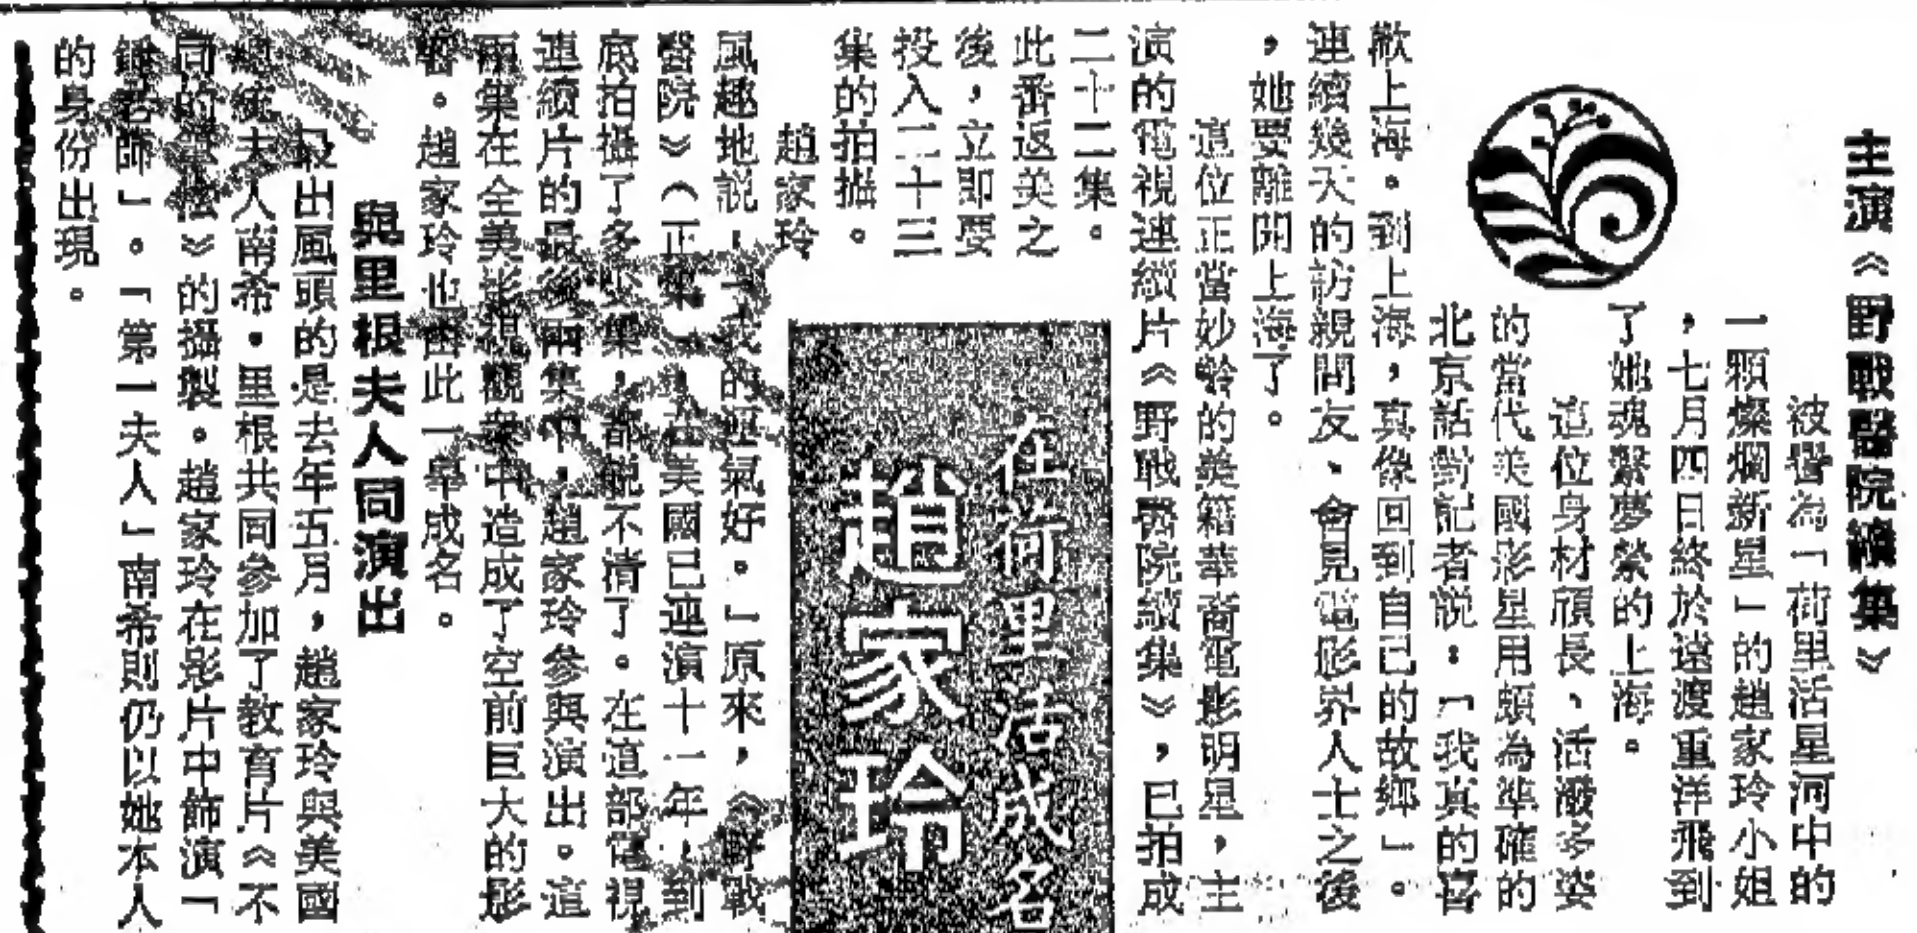 主演《野戰醫院續集》
被譽為「荷里活星河中的
一顆燦爛新星」的趙家玲小姐
，七月四日終於遠渡重洋飛到
了她魂縈夢縈的上海。
這位身材頎長、活潑多姿
的當代美國影星用頗為準確的
北京話對記者說：「我真的喜
歡上海。到上海，真像回到自己的故鄉」。
連續幾天的訪親問友、會見電影界人士之後
，她要離開上海了。
這位正當妙齡的美籍華裔電影明星，主
演的電視連續片《野戰醫院續集》，已拍成
二十二集。
此番返美之
後，立即要
投入二十三
集的拍攝。
在荷里活成名
趙家玲
趙家玲
風趣地說，「我的運氣好。」原來，《野戰
醫院》（正集），在美國已連演十一年，到
底拍攝了多少集，都說不清了。在這部電視
連續片的最後兩集中，趙家玲參與演出。這
兩集在全美影視觀眾中造成了空前巨大的影
響。趙家玲也由此一舉成名。
與里根夫人同演出
最出風頭的是去年五月，趙家玲與美國
總統夫人南希·里根共同參加了教育片《不
同的》的攝製。趙家玲在影片中飾演「
老師」。「第一夫人」南希則仍以她本人
的身份出現。